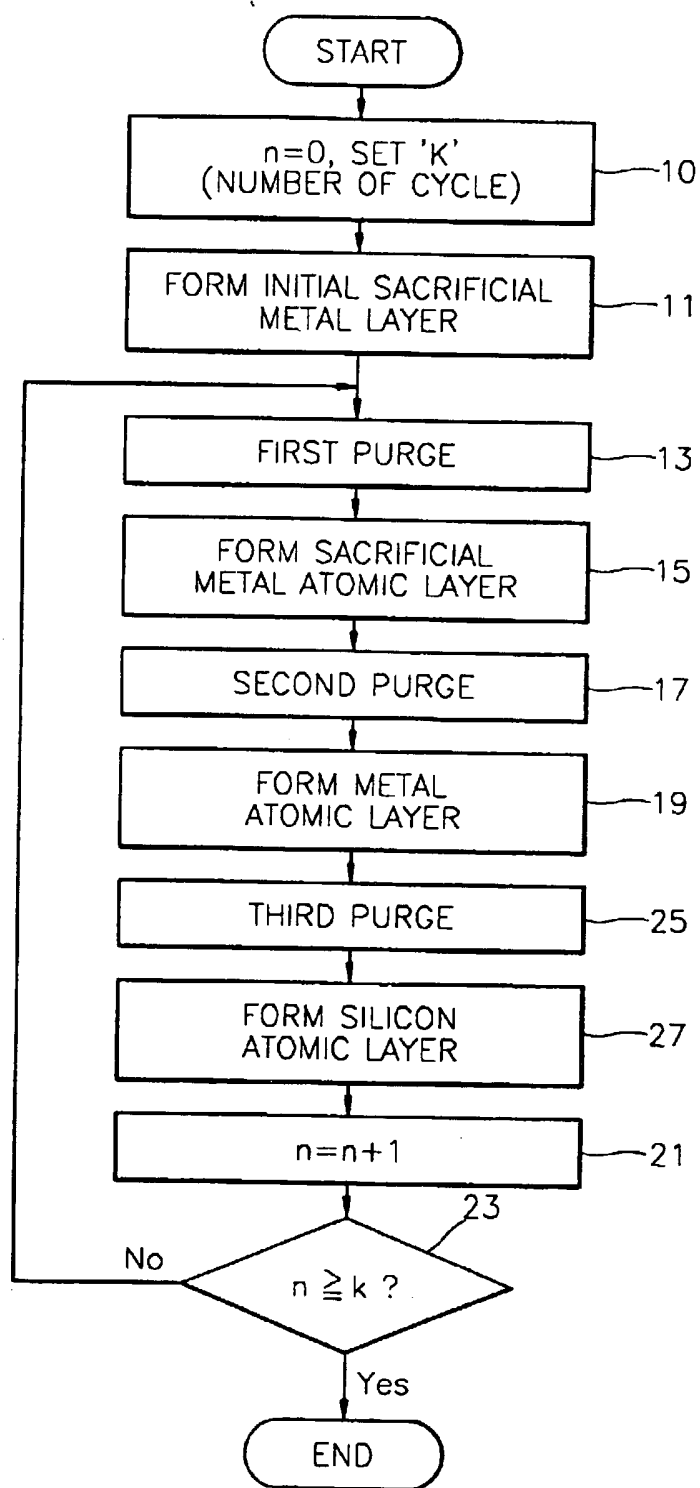 START
n=0, SET 'K'
(NUMBER OF CYCLE)
10
FORM INITIAL SACRIFICIAL
METAL LAYER
11
FIRST PURGE
13
FORM SACRIFICIAL
METAL ATOMIC LAYER
15
SECOND PURGE
17
FORM METAL
ATOMIC LAYER
19
THIRD PURGE
25
FORM SILICON
ATOMIC LAYER
27
n=n+1
21
23
No
n ≧ k ?
Yes
END